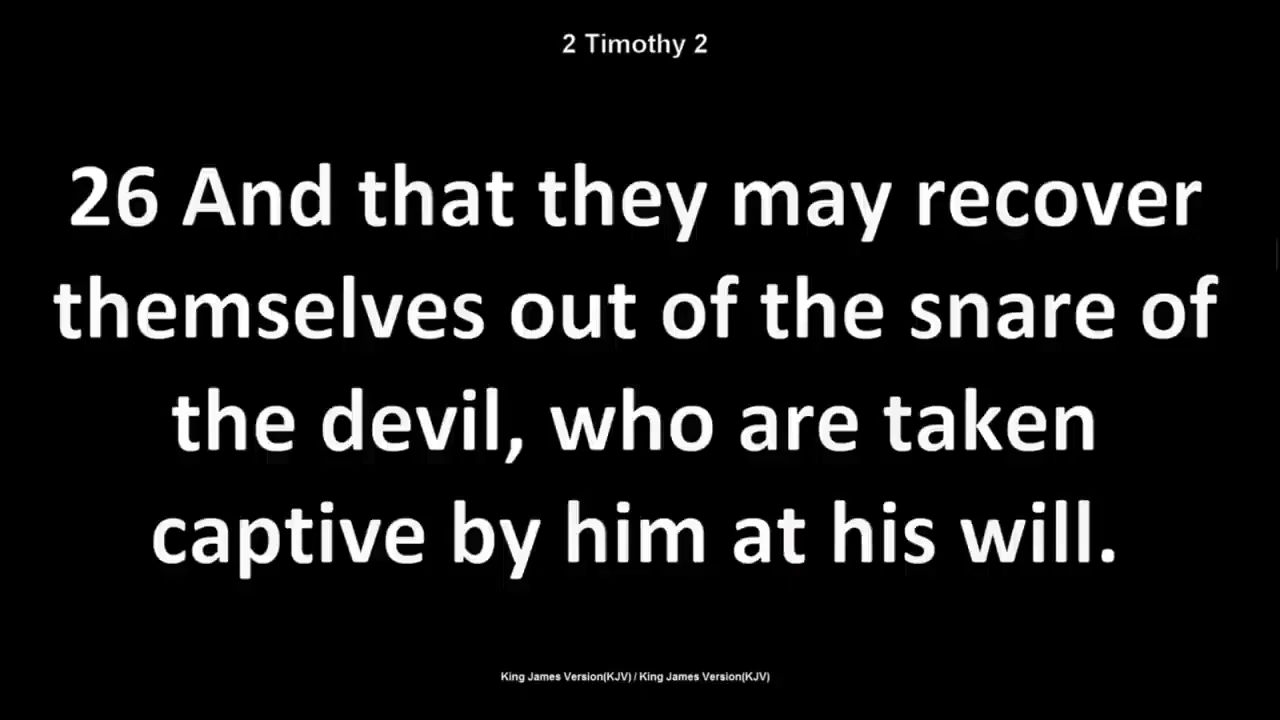 2 Timothy 2
26 And that they may recover
themselves out of the snare of
the devil, who are taken
captive by him at his will.
King James Version(KJV) / King James Version(KJV)